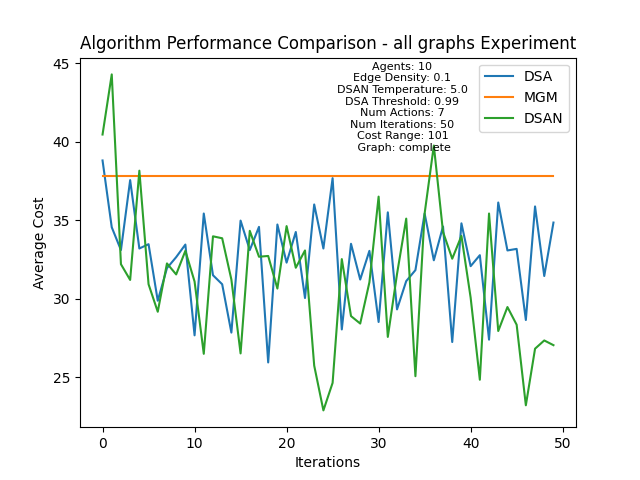 Algorithm Performance Comparison - all graphs Experiment
45
40
35
30
25
Average Cost
Agents: 10
Edge Density: 0.1
DSAN Temperature: 5.0
DSA Threshold: 0.99
Num Actions: 7
Num Iterations: 50
Cost Range: 101
Graph: complete
DSA
MGM
DSAN
0
10
20
30
40
50
Iterations